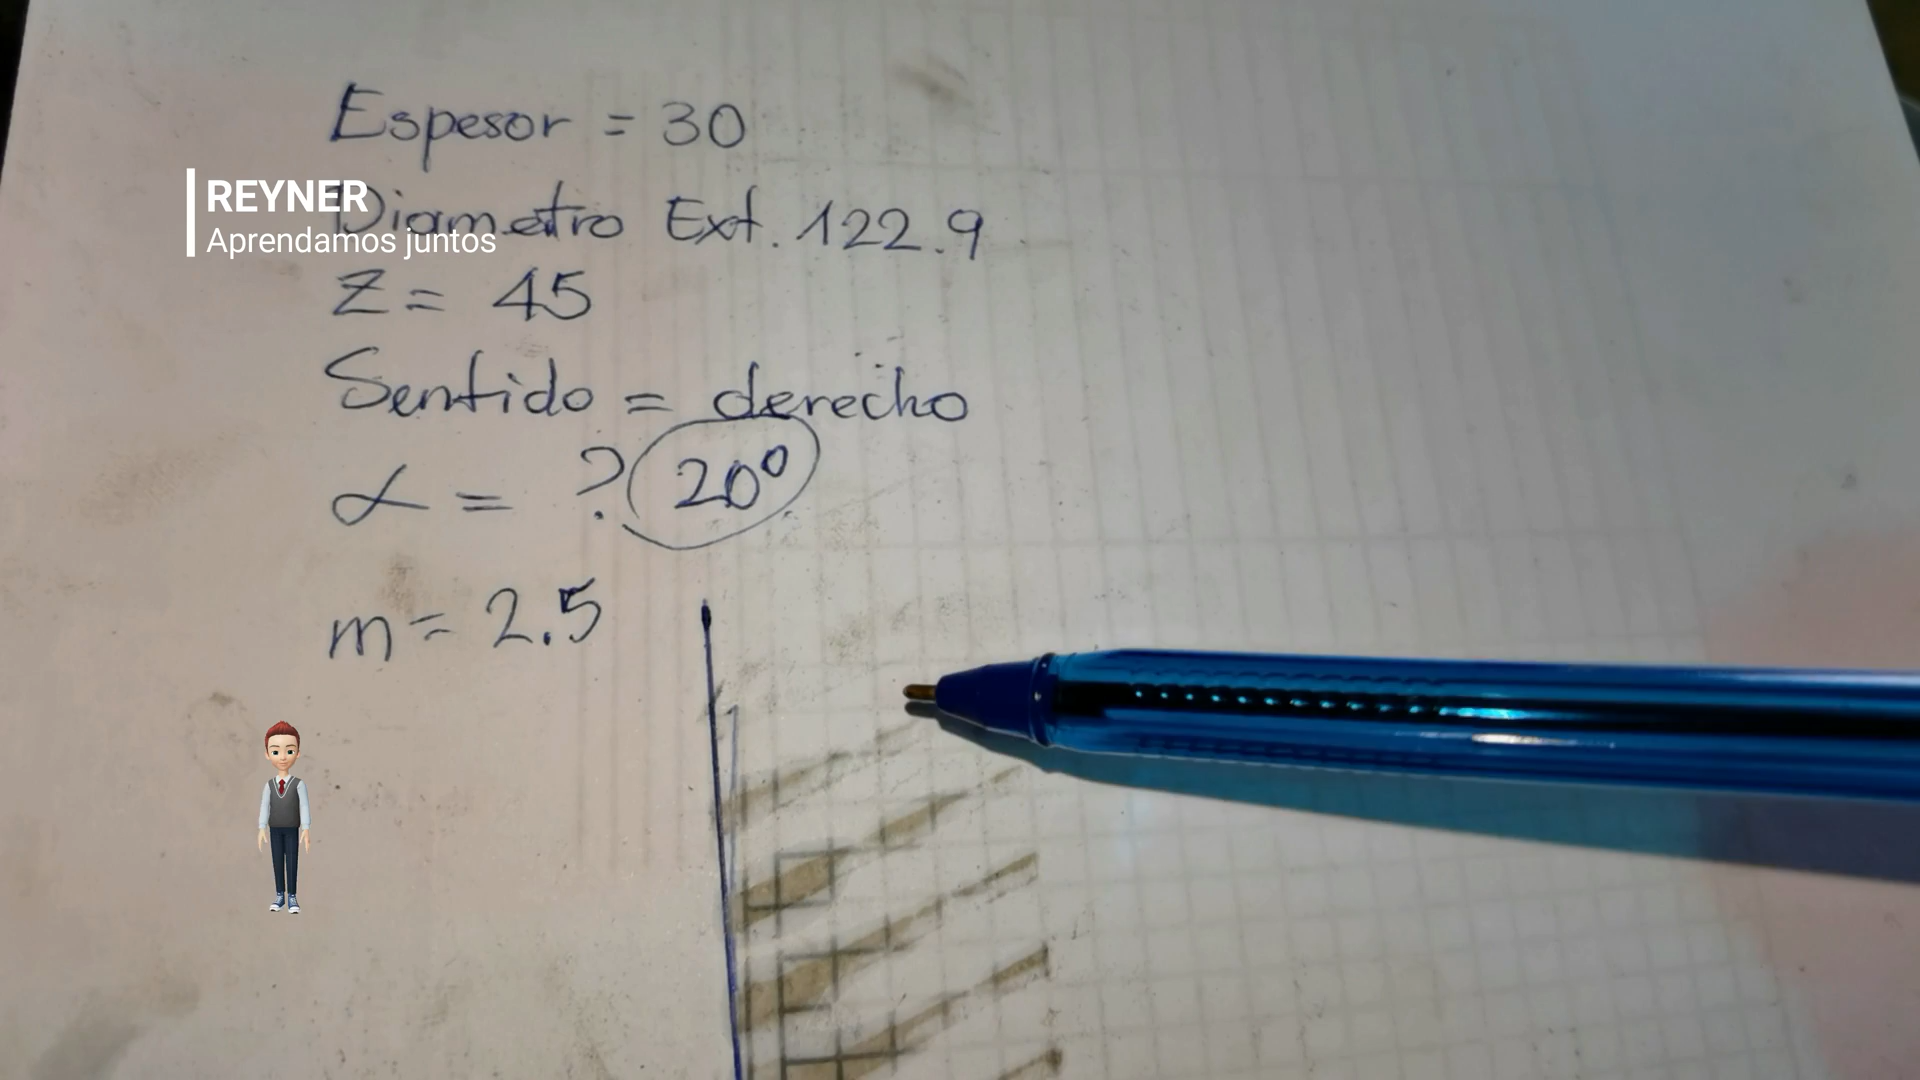 Espesor = 30
REYNER
Diametro Ext. 122.9
Aprendamos juntos
Z = 45
Sentido = derecho
α = ? 20°
m = 2.5